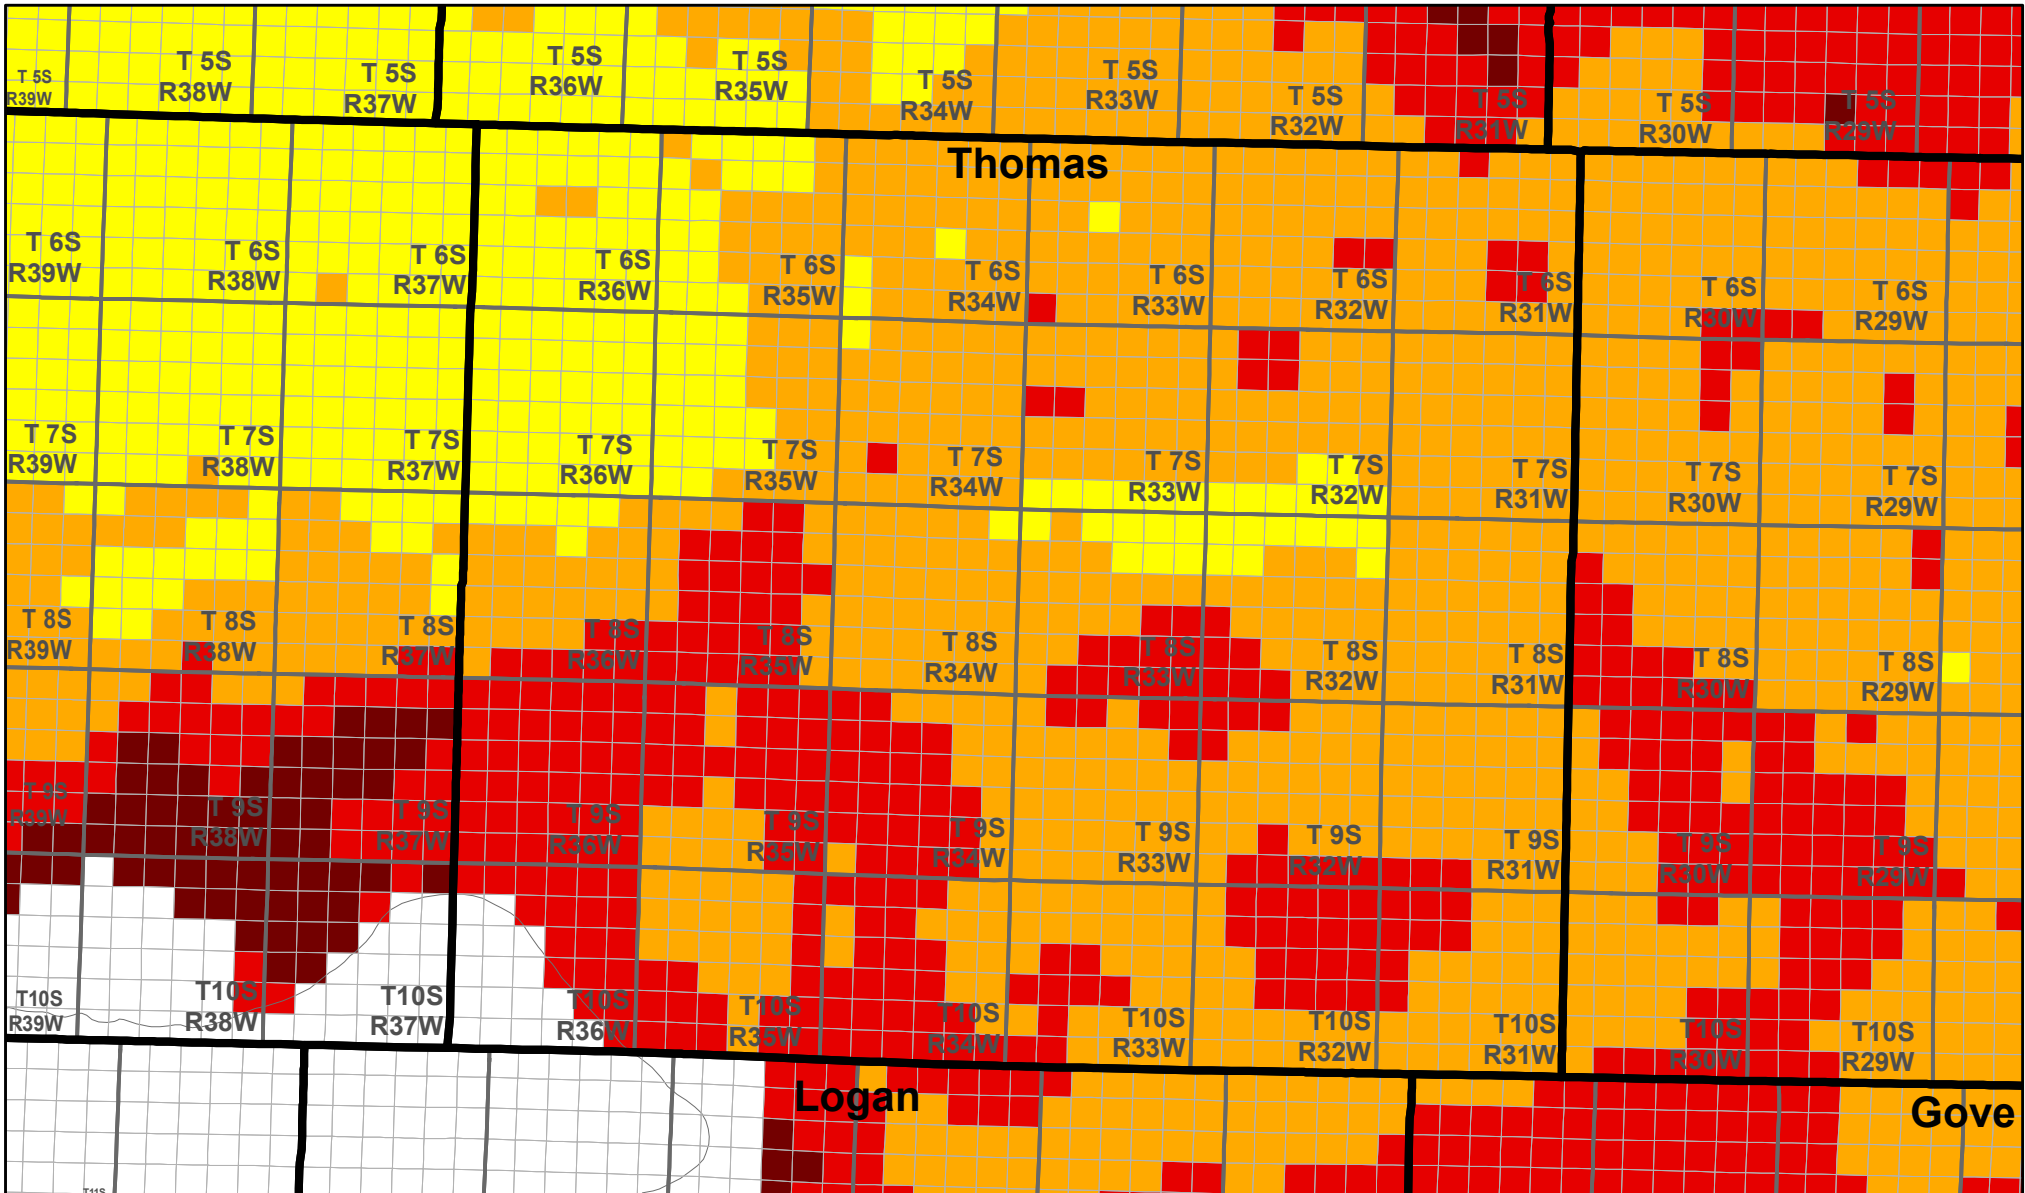 T 5S
R39W
T 5S
R38W
T 5S
R37W
T 5S
R36W
T 5S
R35W
T 5S
R34W
T 5S
R33W
T 5S
R32W
T 5S
R31W
T 5S
R30W
T 5S
R29W
Thomas
T 6S
R39W
T 6S
R38W
T 6S
R37W
T 6S
R36W
T 6S
R35W
T 6S
R34W
T 6S
R33W
T 6S
R32W
T 6S
R31W
T 6S
R30W
T 6S
R29W
T 7S
R39W
T 7S
R38W
T 7S
R37W
T 7S
R36W
T 7S
R35W
T 7S
R34W
T 7S
R33W
T 7S
R32W
T 7S
R31W
T 7S
R30W
T 7S
R29W
T 8S
R39W
T 8S
R38W
T 8S
R37W
T 8S
R36W
T 8S
R35W
T 8S
R34W
T 8S
R33W
T 8S
R32W
T 8S
R31W
T 8S
R30W
T 8S
R29W
T 9S
R39W
T 9S
R38W
T 9S
R37W
T 9S
R36W
T 9S
R35W
T 9S
R34W
T 9S
R33W
T 9S
R32W
T 9S
R31W
T 9S
R30W
T 9S
R29W
T10S
R39W
T10S
R38W
T10S
R37W
T10S
R36W
T10S
R35W
T10S
R34W
T10S
R33W
T10S
R32W
T10S
R31W
T10S
R30W
T10S
R29W
Logan
Gove
T11S